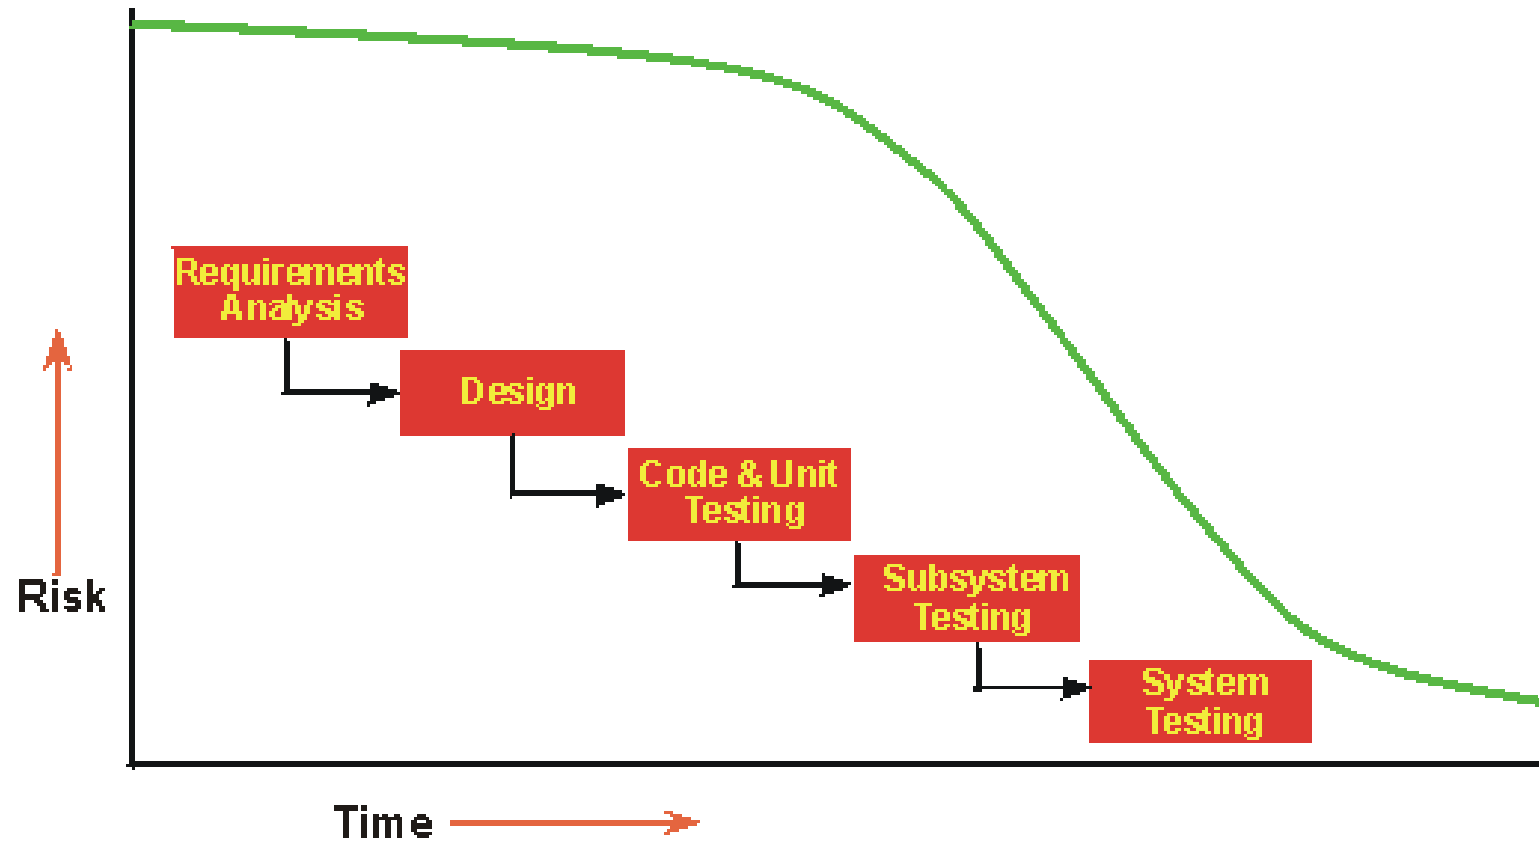 Requirements
Analysis
Design
Code & Unit
Testing
Subsystem
Testing
System
Testing
Risk
Time